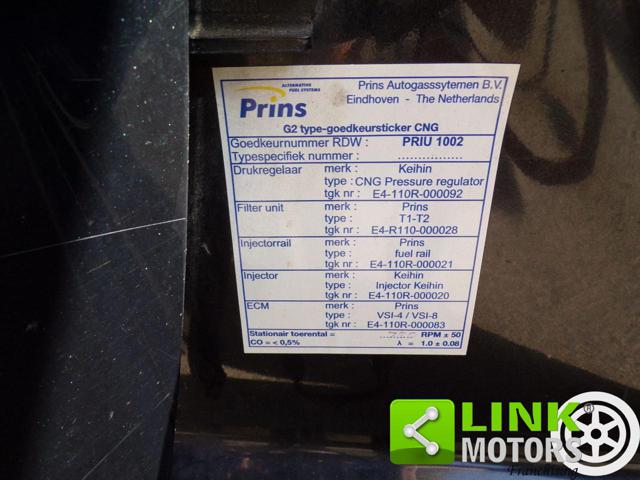 ALTERNATIVE
FUEL SYSTEMS
Prins
Prins Autogassysternen B.V.
Eindhoven - The Netherlands
G2 type-goedkeursticker CNG
Goedkeurnummer RDW : PRIU 1002
Typespecifiek nummer : ................
Drukregelaar merk : Keihin
type : CNG Pressure regulator
tgk nr : E4-110R-000092
Filter unit merk : Prins
type : T1-T2
tgk nr : E4-R110-000028
Injectorrail merk : Prins
type : fuel rail
tgk nr : E4-110R-000021
Injector merk : Keihin
type : Injector Keihin
tgk nr : E4-110R-000020
ECM merk : Prins
type : VSI-4 / VSI-8
tgk nr : E4-110R-000083
Stationair toerental = RPM ± 50
CO = < 0,5% λ = 1.0 ± 0.08
LINK
MOTORS
Franchising
®